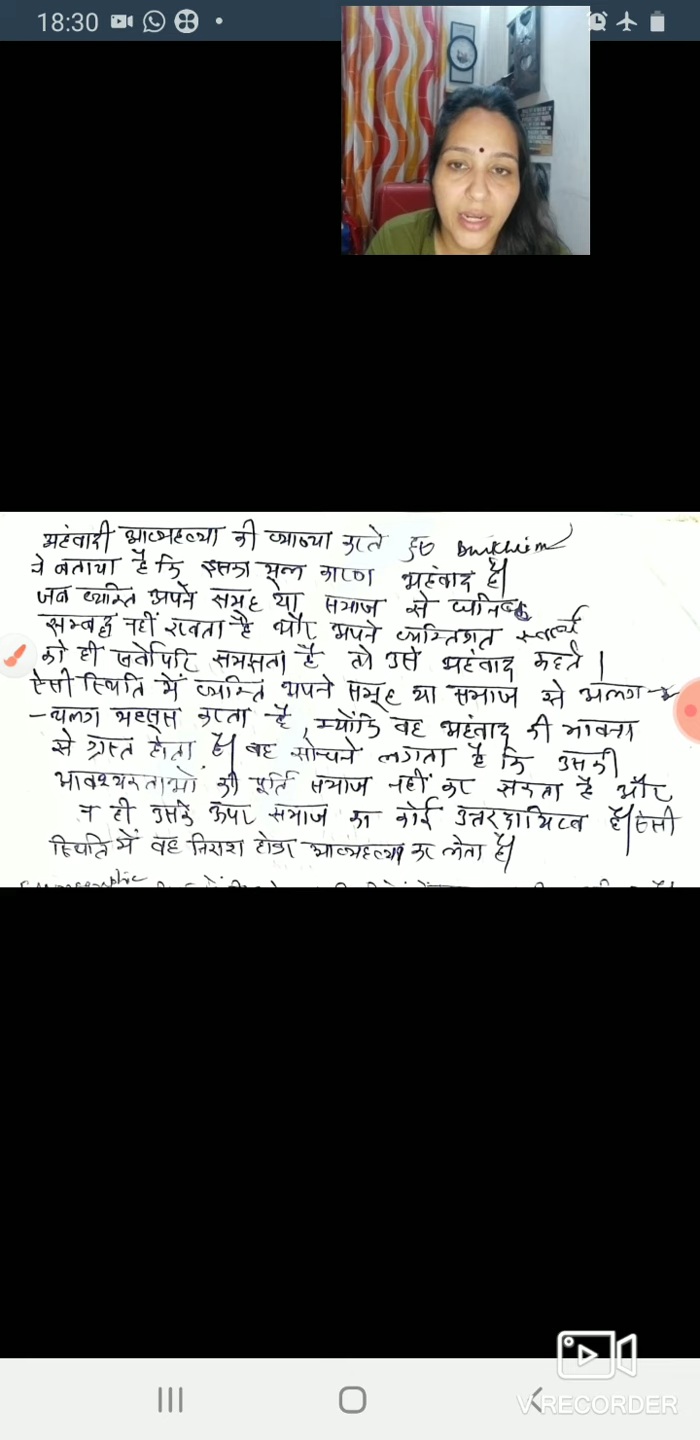 18:30
अहंवादी आत्महत्या की व्याख्या करते हुए Durkheim
ने बताया है कि इसका मूल कारण अहंवाद है|
जब व्यक्ति अपने समूह या समाज से घनिष्ठ
सम्बन्ध नहीं रखता है और अपने व्यक्तिगत स्वार्थ
को ही सर्वोपरि समझता है तो उसे अहंवाद कहते |
ऐसी स्थिति में व्यक्ति अपने समूह या समाज से अलग-
-थलग महसूस करता है, क्योंकि वह अहंवाद की भावना
से ग्रस्त होता है| वह सोचने लगता है कि उसकी
आवश्यकताओं की पूर्ति समाज नहीं कर सकता है और
न ही उसके ऊपर समाज का कोई उत्तरदायित्व है| ऐसी
स्थिति में वह निराश होकर आत्महत्या कर लेता है|
V RECORDER